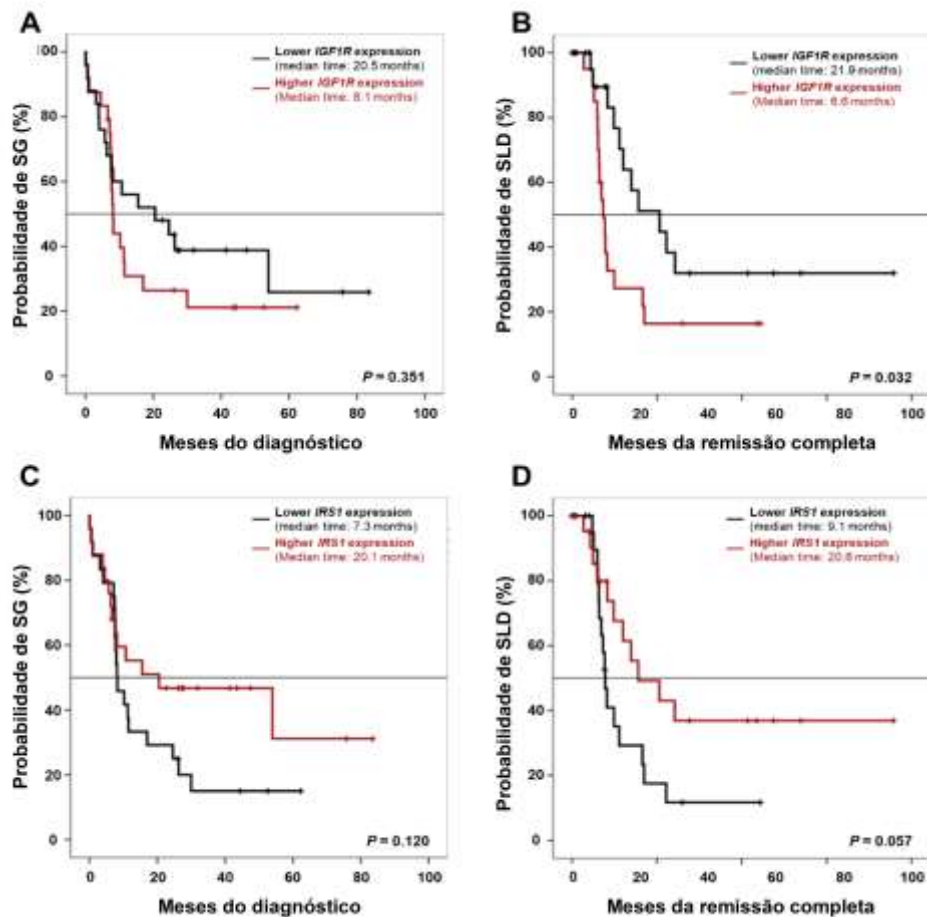 A
Probabilidade de SG (%)
100
80
60
40
20
0
Lower IGF1R expression
(median time: 20.5 months)
Higher IGF1R expression
(Median time: 8.1 months)
P = 0.351
0 20 40 60 80 100
Meses do diagnóstico
B
Probabilidade de SLD (%)
100
80
60
40
20
0
Lower IGF1R expression
(median time: 21.9 months)
Higher IGF1R expression
(Median time: 6.6 months)
P = 0.032
0 20 40 60 80 100
Meses da remissão completa
C
Probabilidade de SG (%)
100
80
60
40
20
0
Lower IRS1 expression
(median time: 7.3 months)
Higher IRS1 expression
(Median time: 20.1 months)
P = 0.120
0 20 40 60 80 100
Meses do diagnóstico
D
Probabilidade de SLD (%)
100
80
60
40
20
0
Lower IRS1 expression
(median time: 9.1 months)
Higher IRS1 expression
(Median time: 20.8 months)
P = 0.057
0 20 40 60 80 100
Meses da remissão completa